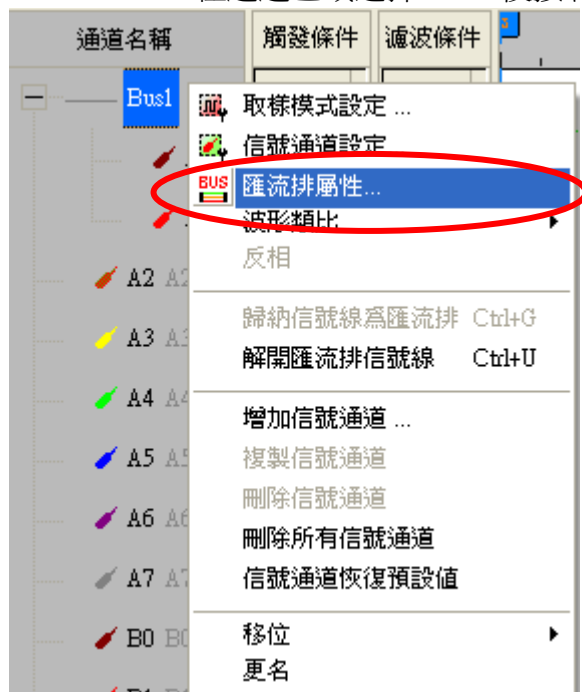 通道名稱 觸發條件 濾波條件
Bus1
取樣模式設定 ...
信號通道設定
BUS 匯流排屬性...
波形類比
反相
A2 A2
歸納信號線爲匯流排 Ctrl+G
A3 A3
解開匯流排信號線 Ctrl+U
A4
增加信號通道 ...
A5
複製信號通道
刪除信號通道
A6 A6
刪除所有信號通道
A7
信號通道恢復預設值
B0
移位
更名